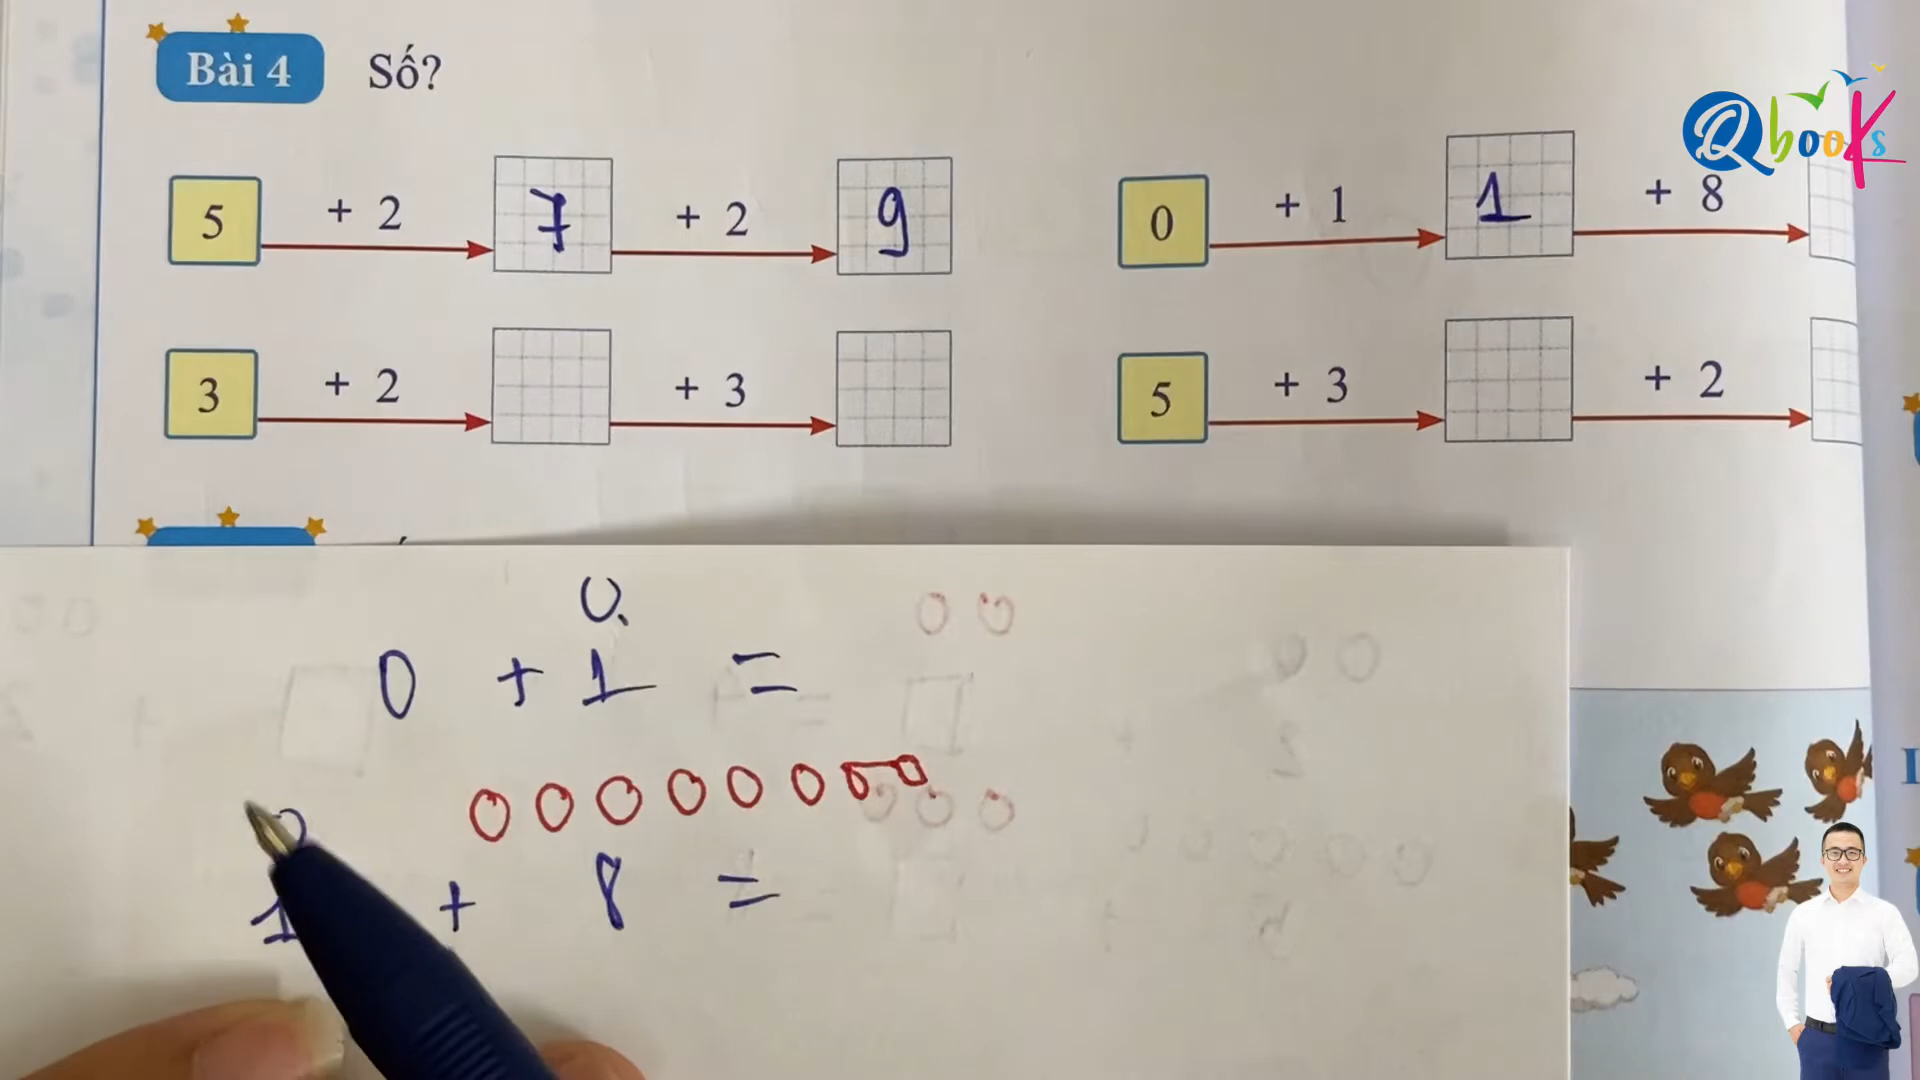 Bài 4 Số?
5 + 2 7 + 2 9 0 + 1 1 + 8
3 + 2 + 3 5 + 3 + 2
Qbooks
0
0 + 1 =
1 + 8 =